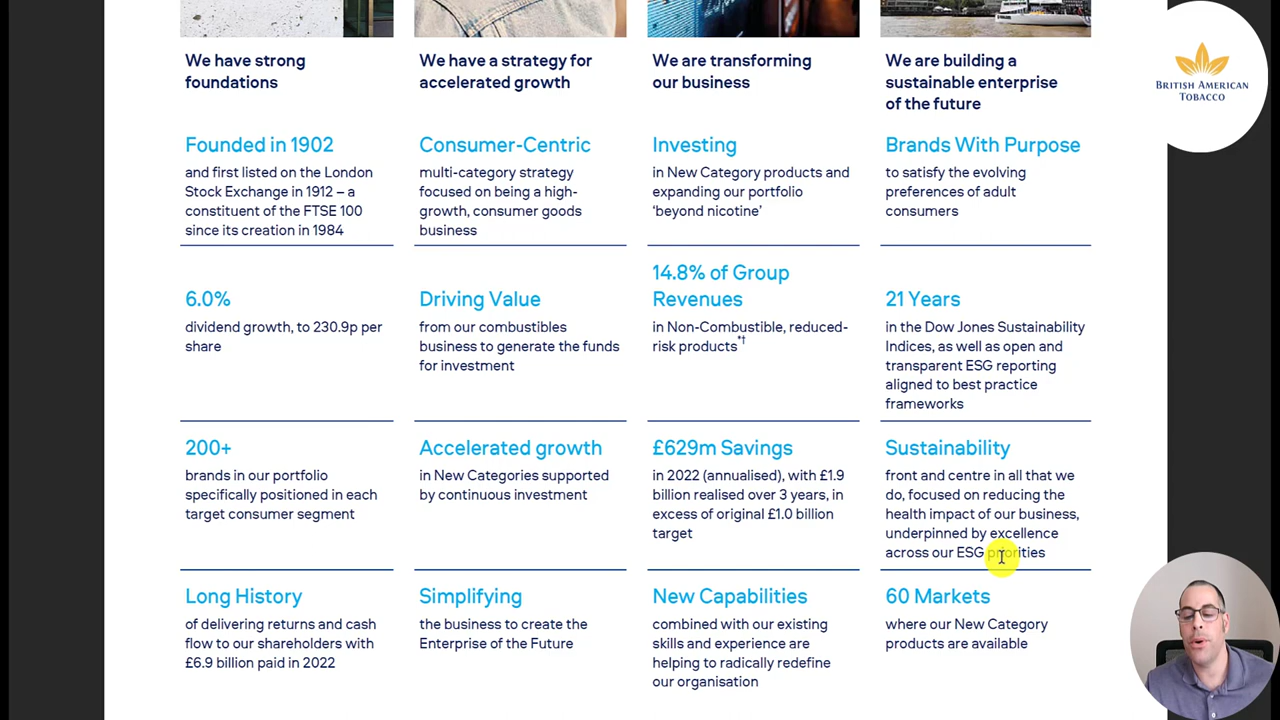 We have strong
foundations
We have a strategy for
accelerated growth
We are transforming
our business
We are building a
sustainable enterprise
of the future
BRITISH AMERICAN
TOBACCO
Founded in 1902
and first listed on the London
Stock Exchange in 1912 – a
constituent of the FTSE 100
since its creation in 1984
Consumer-Centric
multi-category strategy
focused on being a high-
growth, consumer goods
business
Investing
in New Category products and
expanding our portfolio
‘beyond nicotine’
Brands With Purpose
to satisfy the evolving
preferences of adult
consumers
6.0%
dividend growth, to 230.9p per
share
Driving Value
from our combustibles
business to generate the funds
for investment
14.8% of Group
Revenues
in Non-Combustible, reduced-
risk products*†
21 Years
in the Dow Jones Sustainability
Indices, as well as open and
transparent ESG reporting
aligned to best practice
frameworks
200+
brands in our portfolio
specifically positioned in each
target consumer segment
Accelerated growth
in New Categories supported
by continuous investment
£629m Savings
in 2022 (annualised), with £1.9
billion realised over 3 years, in
excess of original £1.0 billion
target
Sustainability
front and centre in all that we
do, focused on reducing the
health impact of our business,
underpinned by excellence
across our ESG priorities
Long History
of delivering returns and cash
flow to our shareholders with
£6.9 billion paid in 2022
Simplifying
the business to create the
Enterprise of the Future
New Capabilities
combined with our existing
skills and experience are
helping to radically redefine
our organisation
60 Markets
where our New Category
products are available